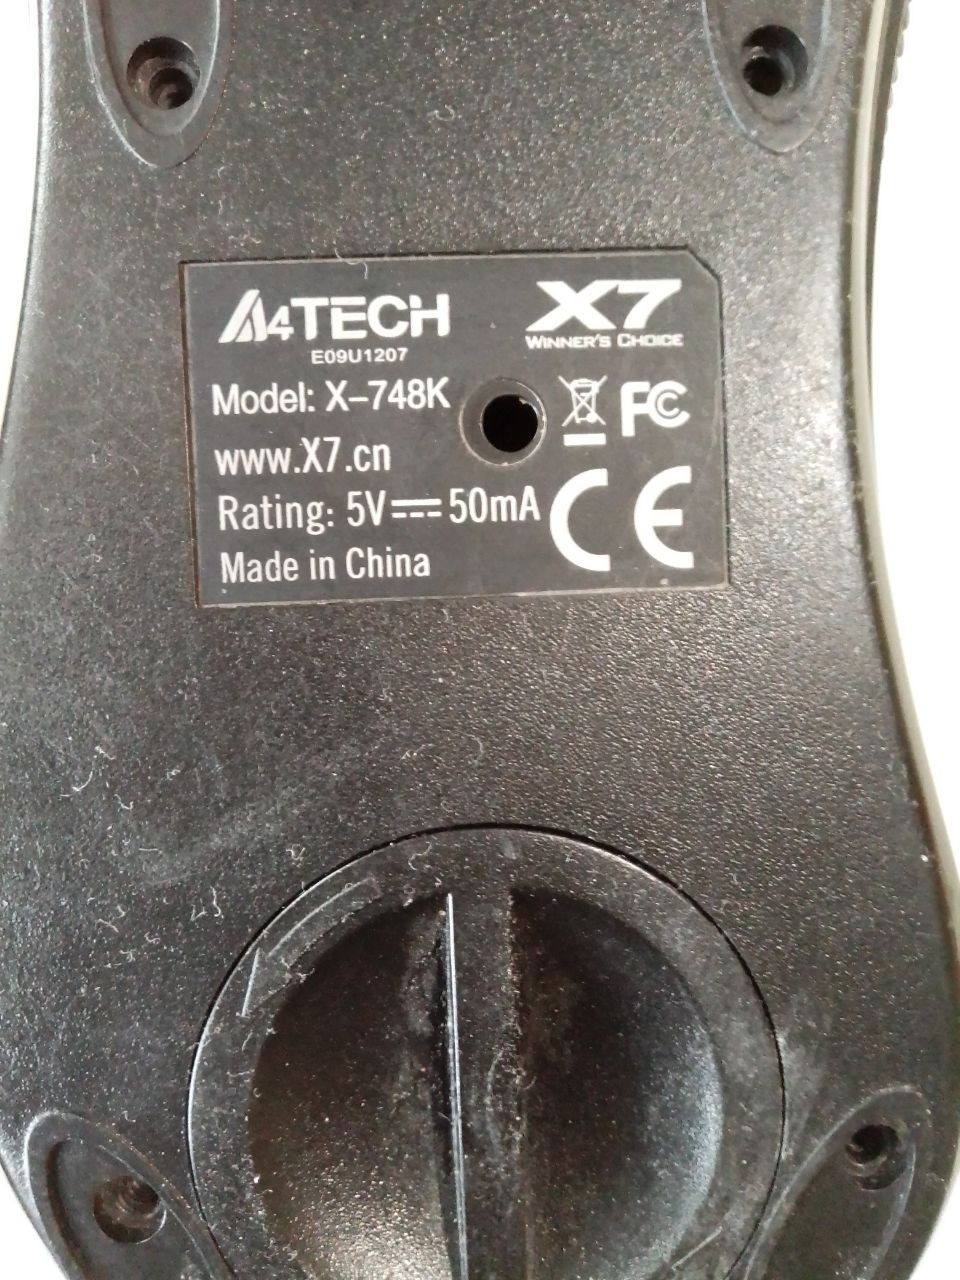 A4TECH
E09U1207
X7
WINNER'S CHOICE
Model: X-748K
FC
www.X7.cn
Rating: 5V⎓50mA
CE
Made in China